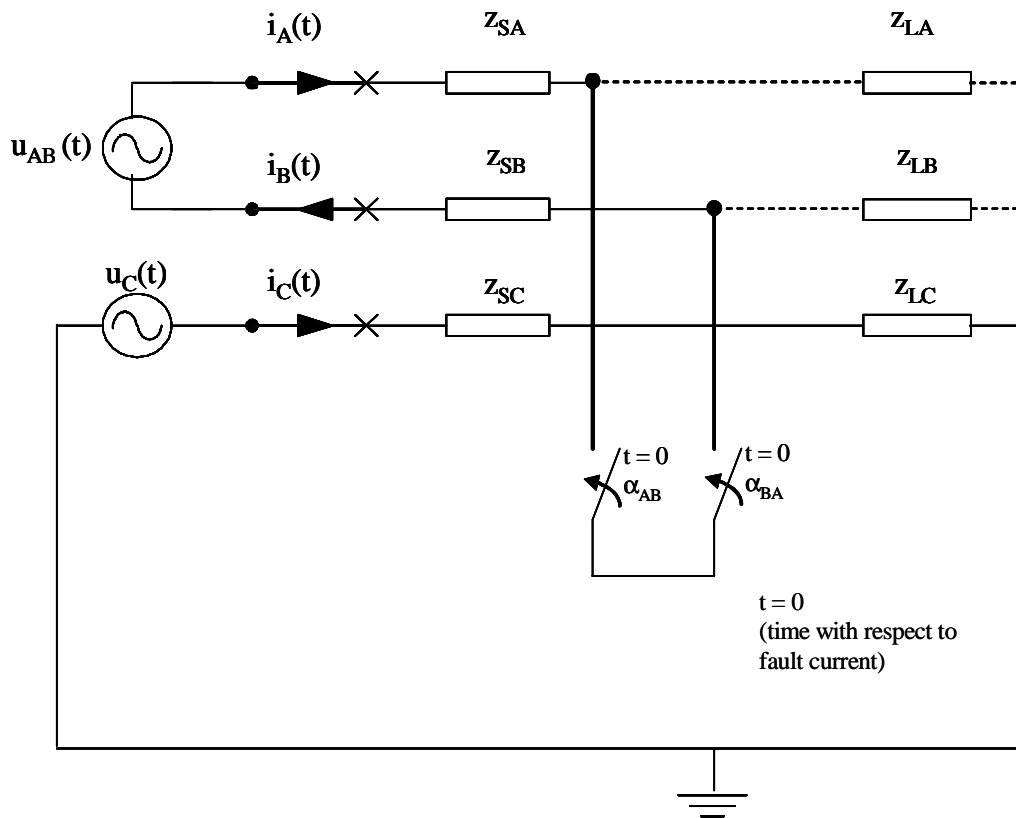 i_A(t) z_SA z_LA
u_AB (t)
i_B(t) z_SB z_LB
u_C(t) i_C(t) z_SC z_LC
t = 0 t = 0
α_AB α_BA
t = 0
(time with respect to
fault current)